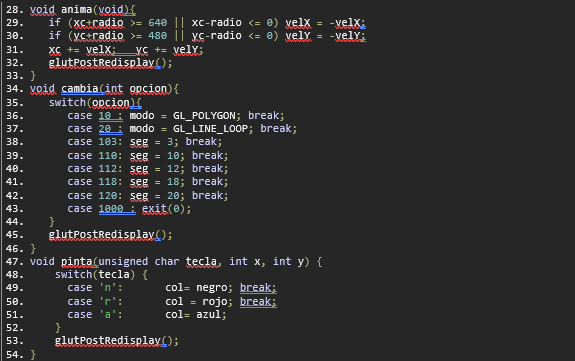 28. void anima(void){
29.    if (xc+radio >= 640 || xc-radio <= 0) velX = -velX;
30.    if (yc+radio >= 480 || yc-radio <= 0) velY = -velY;
31.    xc += velX;   yc += velY;
32.    glutPostRedisplay();
33. }
34. void cambia(int opcion){
35.    switch(opcion){
36.       case 10 : modo = GL_POLYGON; break;
37.       case 20 : modo = GL_LINE_LOOP; break;
38.       case 103: seg = 3; break;
39.       case 110: seg = 10; break;
40.       case 112: seg = 12; break;
41.       case 118: seg = 18; break;
42.       case 120: seg = 20; break;
43.       case 1000 : exit(0);
44.    }
45.    glutPostRedisplay();
46. }
47. void pinta(unsigned char tecla, int x, int y) {
48.     switch(tecla) {
49.       case 'n':       col= negro; break;
50.       case 'r':       col = rojo; break;
51.       case 'a':       col= azul;
52.     }
53.     glutPostRedisplay();
54. }